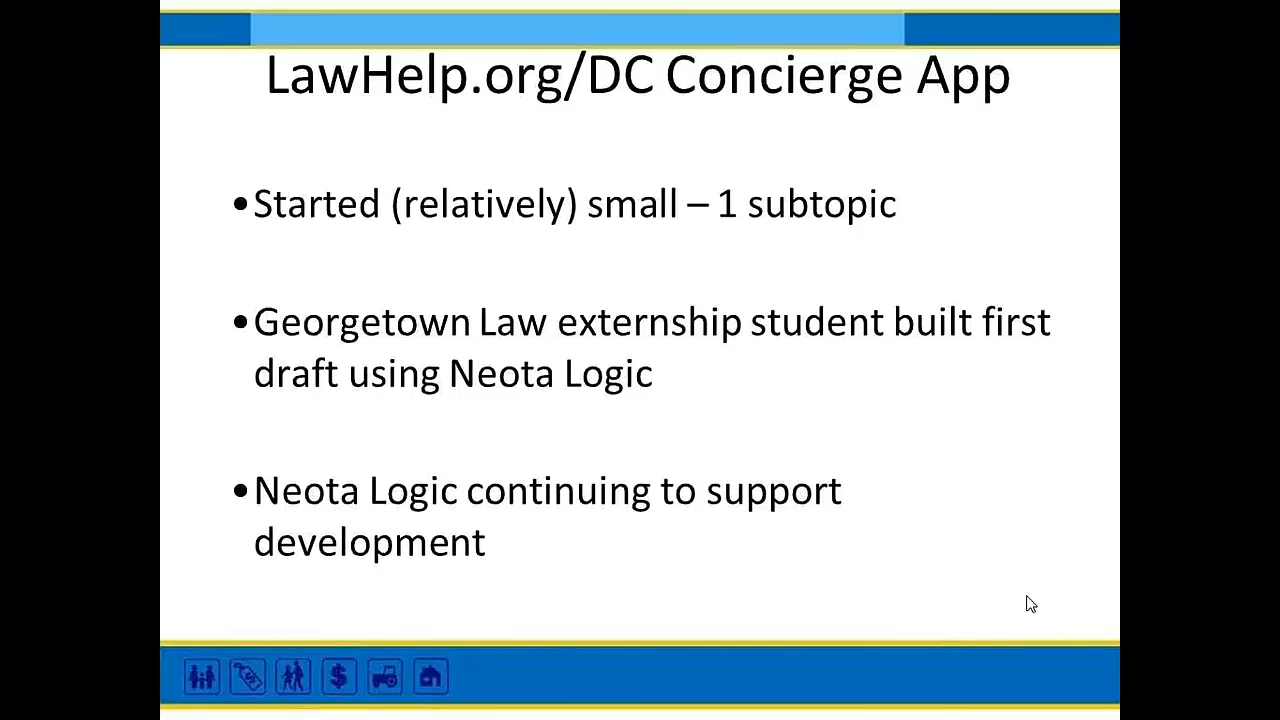 LawHelp.org/DC Concierge App
•Started (relatively) small – 1 subtopic
•Georgetown Law externship student built first
draft using Neota Logic
•Neota Logic continuing to support
development
$